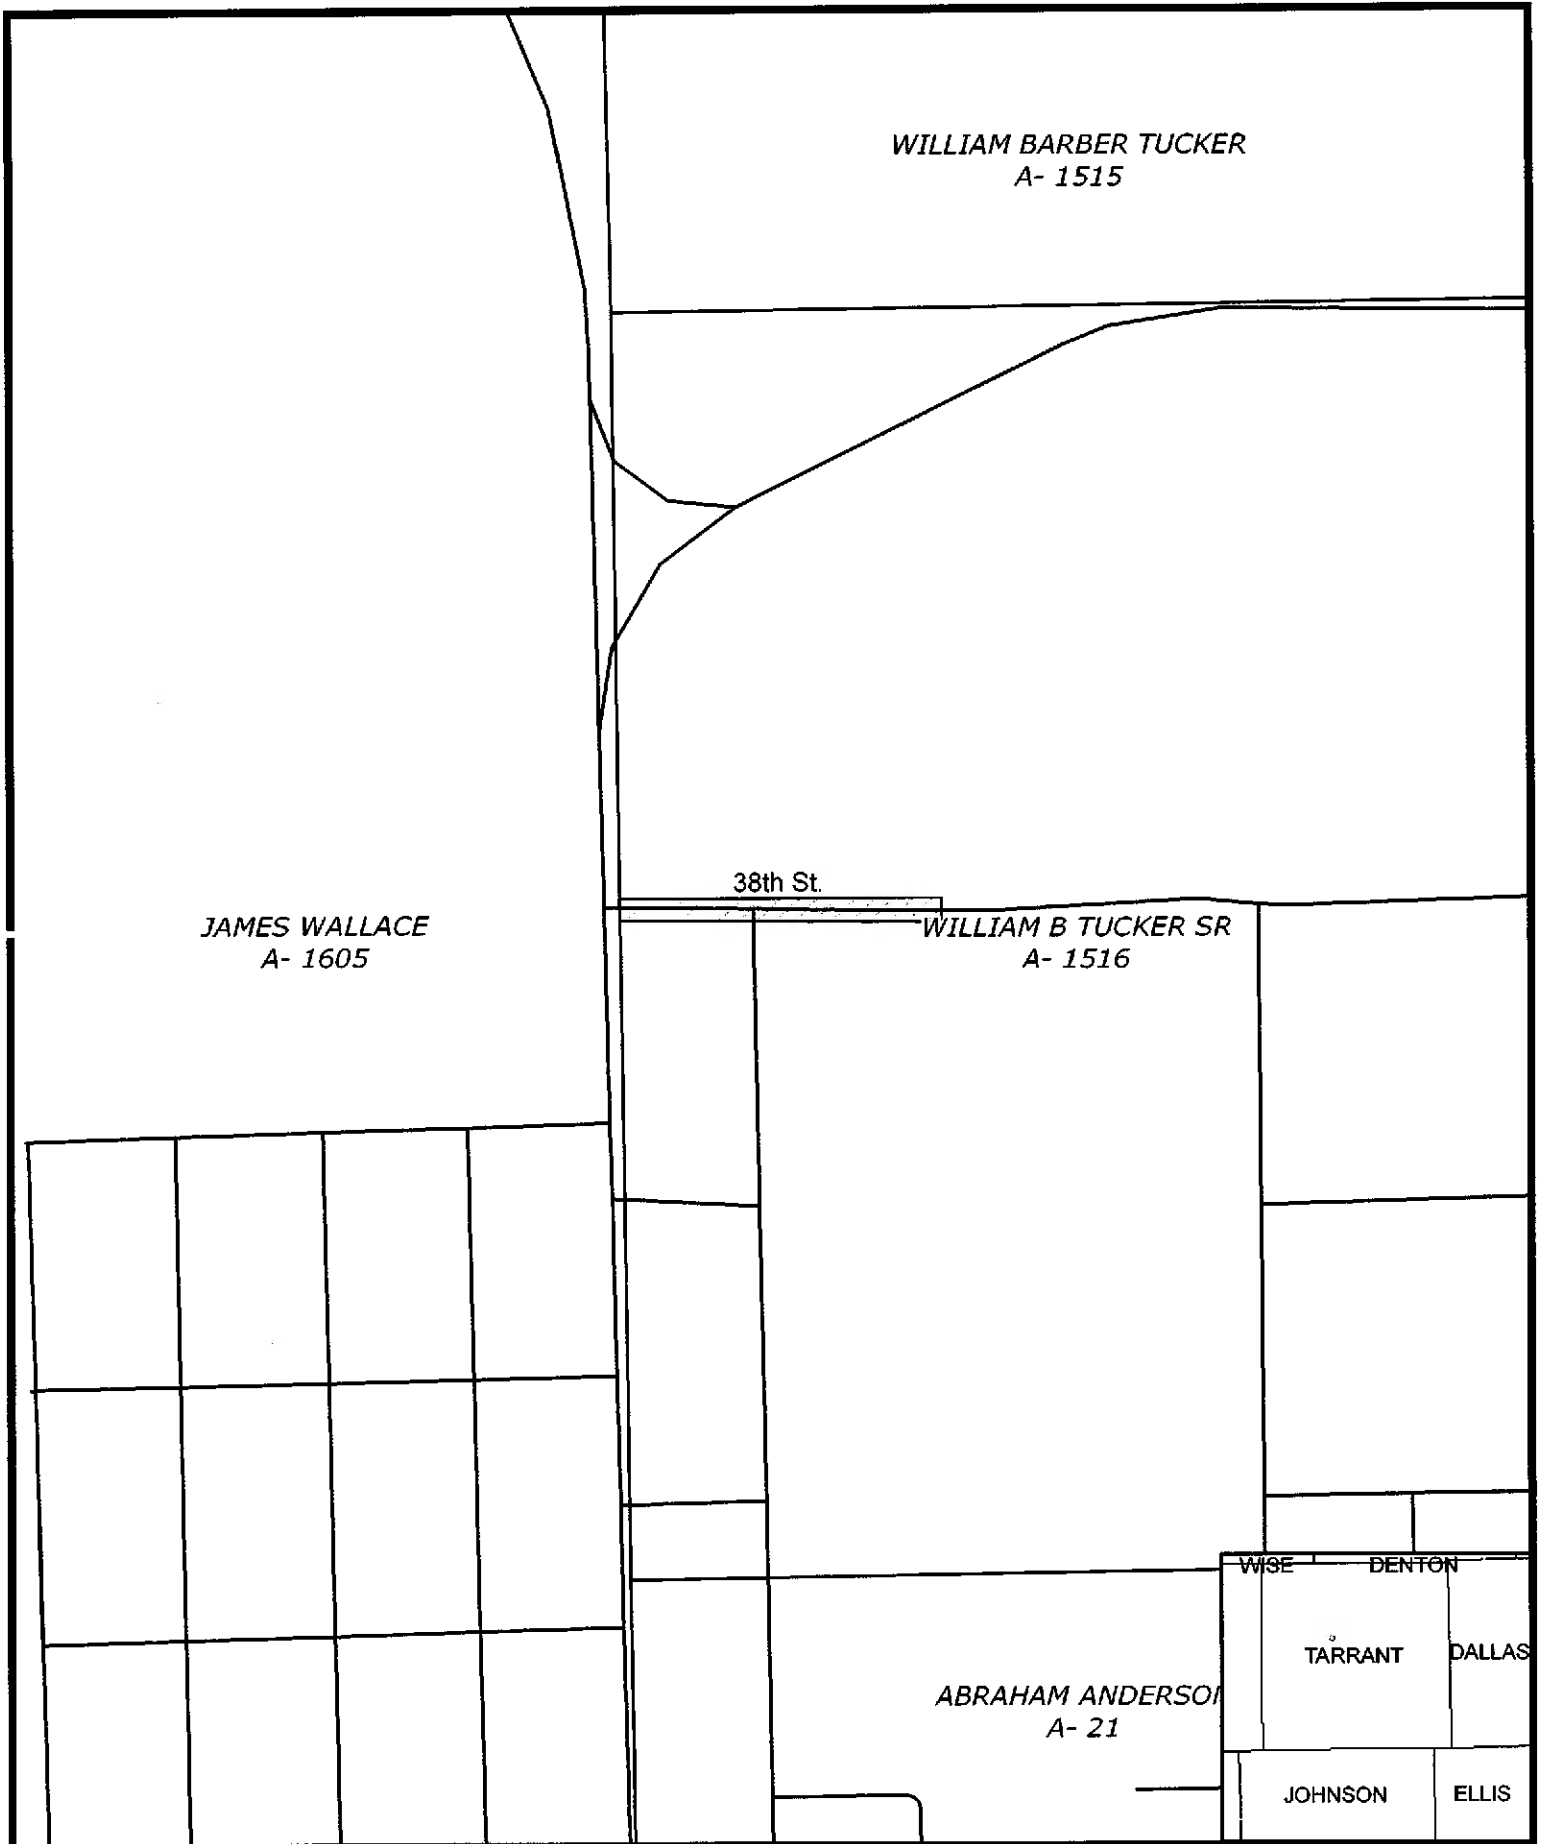 WILLIAM BARBER TUCKER
A- 1515
38th St.
JAMES WALLACE
A- 1605
WILLIAM B TUCKER SR
A- 1516
WISE
DENTON
TARRANT
DALLAS
ABRAHAM ANDERSON
A- 21
JOHNSON
ELLIS